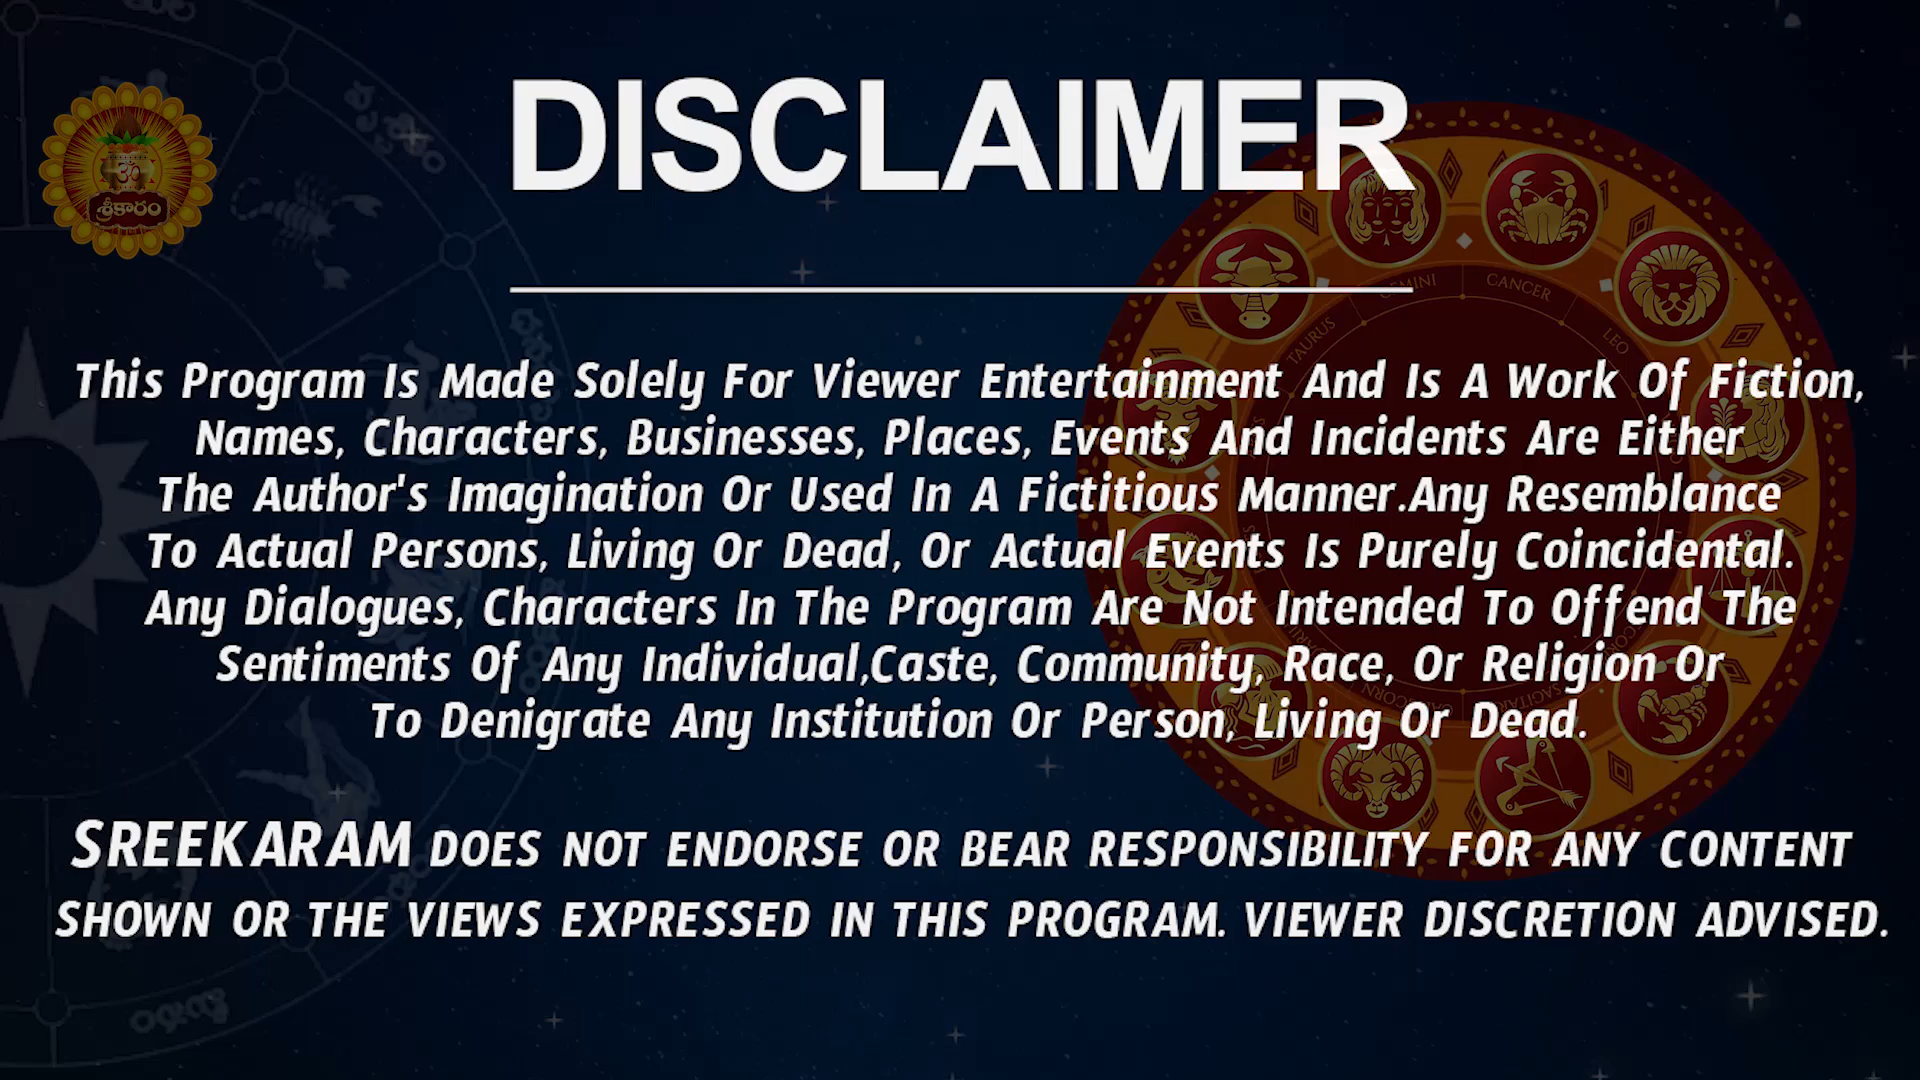 DISCLAIMER
ॐ
శ్రీకారం
GEMINI
CANCER
TAURUS
LEO
This Program Is Made Solely For Viewer Entertainment And Is A Work Of Fiction,
Names, Characters, Businesses, Places, Events And Incidents Are Either
The Author's Imagination Or Used In A Fictitious Manner.Any Resemblance
To Actual Persons, Living Or Dead, Or Actual Events Is Purely Coincidental.
Any Dialogues, Characters In The Program Are Not Intended To Offend The
Sentiments Of Any Individual,Caste, Community, Race, Or Religion Or
To Denigrate Any Institution Or Person, Living Or Dead.
SREEKARAM DOES NOT ENDORSE OR BEAR RESPONSIBILITY FOR ANY CONTENT
SHOWN OR THE VIEWS EXPRESSED IN THIS PROGRAM. VIEWER DISCRETION ADVISED.